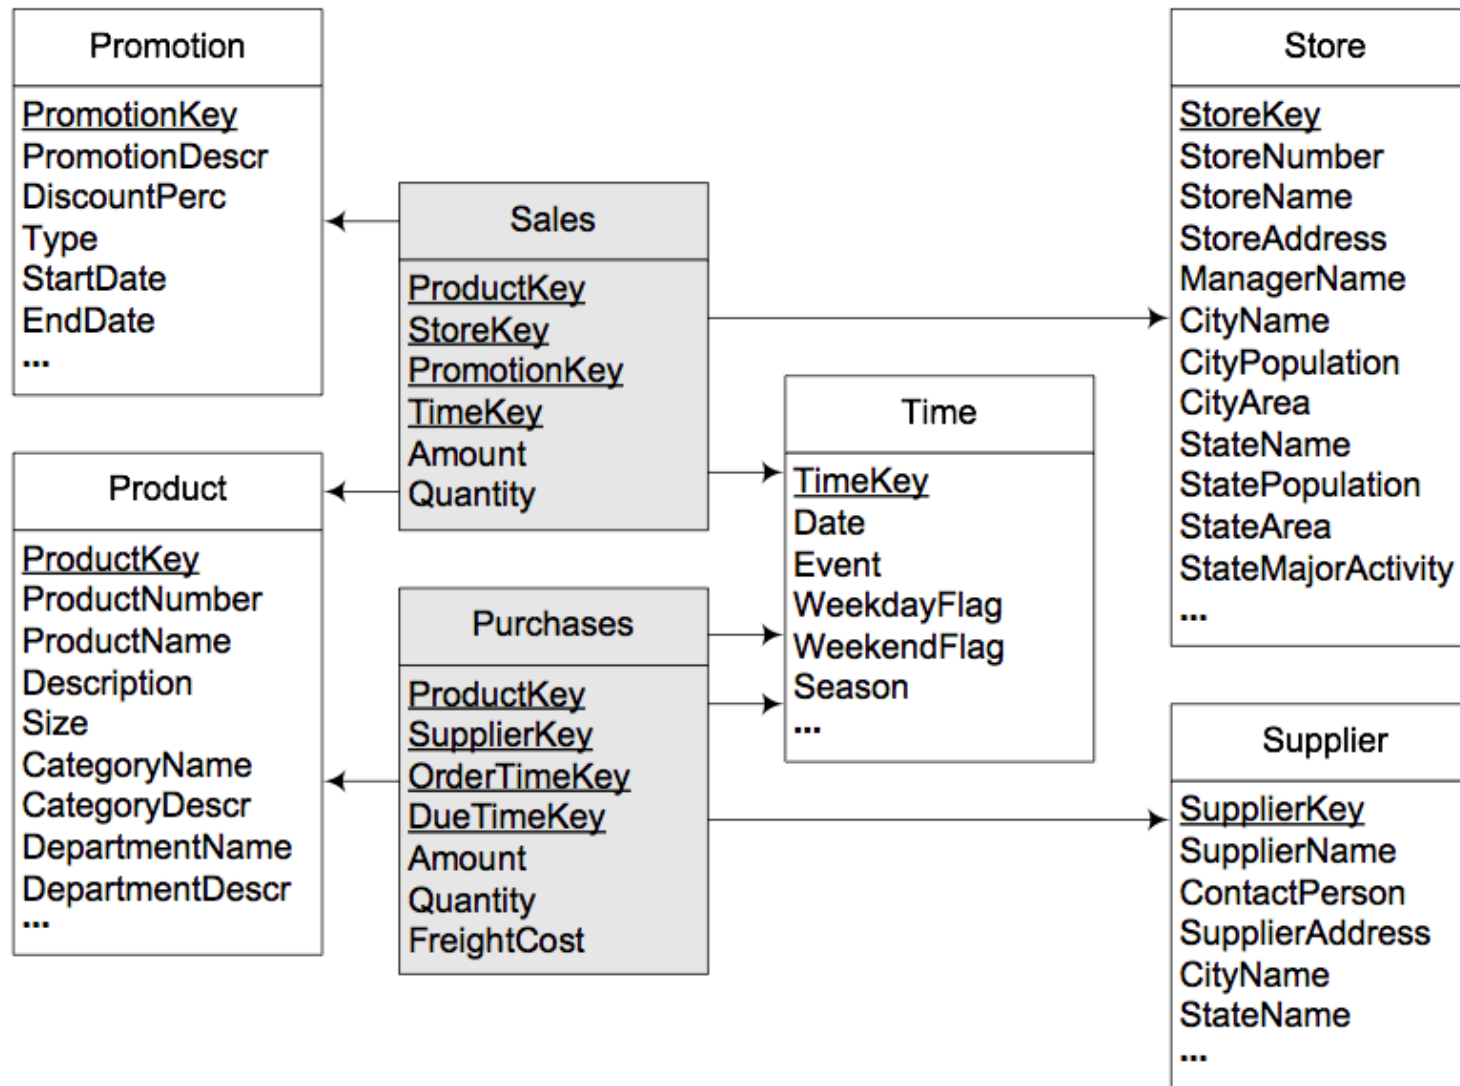 Promotion
PromotionKey
PromotionDescr
DiscountPerc
Type
StartDate
EndDate
...
Product
ProductKey
ProductNumber
ProductName
Description
Size
CategoryName
CategoryDescr
DepartmentName
DepartmentDescr
...
Sales
ProductKey
StoreKey
PromotionKey
TimeKey
Amount
Quantity
Purchases
ProductKey
SupplierKey
OrderTimeKey
DueTimeKey
Amount
Quantity
FreightCost
Time
TimeKey
Date
Event
WeekdayFlag
WeekendFlag
Season
...
Store
StoreKey
StoreNumber
StoreName
StoreAddress
ManagerName
CityName
CityPopulation
CityArea
StateName
StatePopulation
StateArea
StateMajorActivity
...
Supplier
SupplierKey
SupplierName
ContactPerson
SupplierAddress
CityName
StateName
...